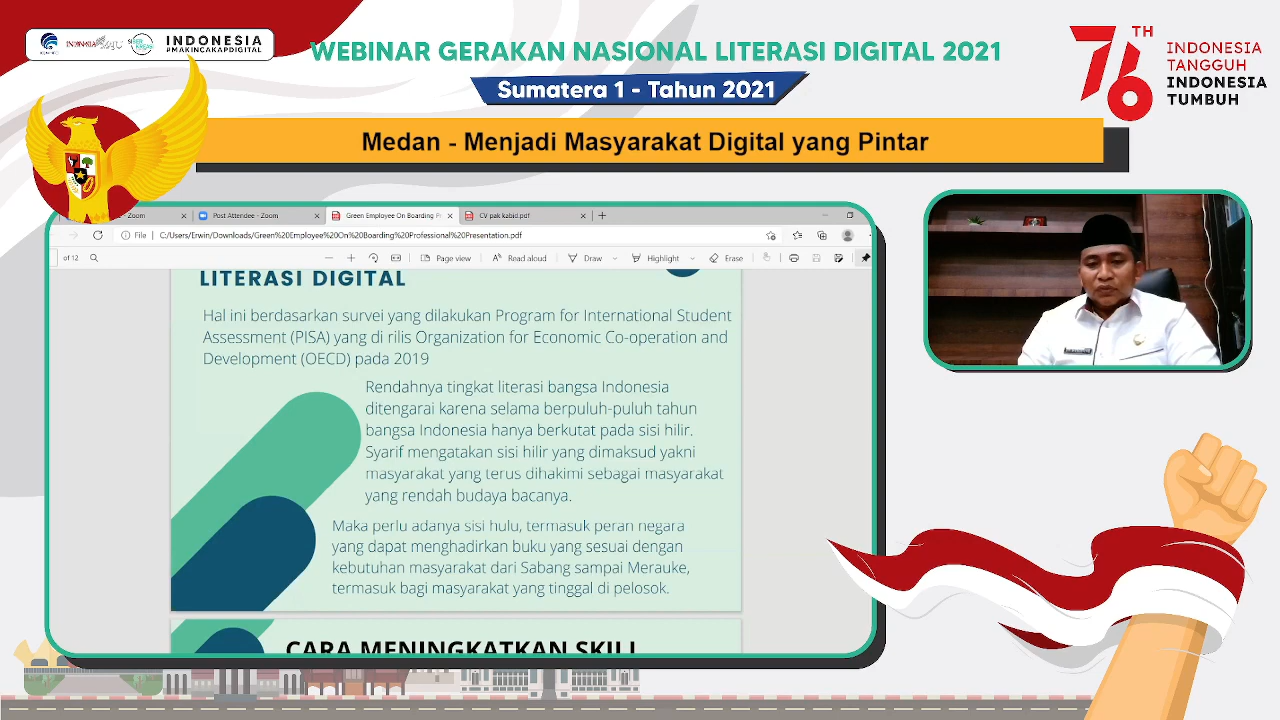 INDONESIA
#MAKINCAKAPDIGITAL
WEBINAR GERAKAN NASIONAL LITERASI DIGITAL 2021
Sumatera 1 - Tahun 2021
76 TH
INDONESIA
TANGGUH
INDONESIA
TUMBUH
Medan - Menjadi Masyarakat Digital yang Pintar
Zoom
Post Attendee - Zoom
Green Employee On Boarding Pr
CV pak kabid.pdf
File
C:/Users/Erwin/Downloads/Green%20Employee%20On%20Boarding%20Professional%20Presentation.pdf
of 12
Page view
Read aloud
Draw
Highlight
Erase
LITERASI DIGITAL
Hal ini berdasarkan survei yang dilakukan Program for International Student
Assessment (PISA) yang di rilis Organization for Economic Co-operation and
Development (OECD) pada 2019
Rendahnya tingkat literasi bangsa Indonesia
ditengarai karena selama berpuluh-puluh tahun
bangsa Indonesia hanya berkutat pada sisi hilir.
Syarif mengatakan sisi hilir yang dimaksud yakni
masyarakat yang terus dihakimi sebagai masyarakat
yang rendah budaya bacanya.
Maka perlu adanya sisi hulu, termasuk peran negara
yang dapat menghadirkan buku yang sesuai dengan
kebutuhan masyarakat dari Sabang sampai Merauke,
termasuk bagi masyarakat yang tinggal di pelosok.
CARA MENINGKATKAN SKILL